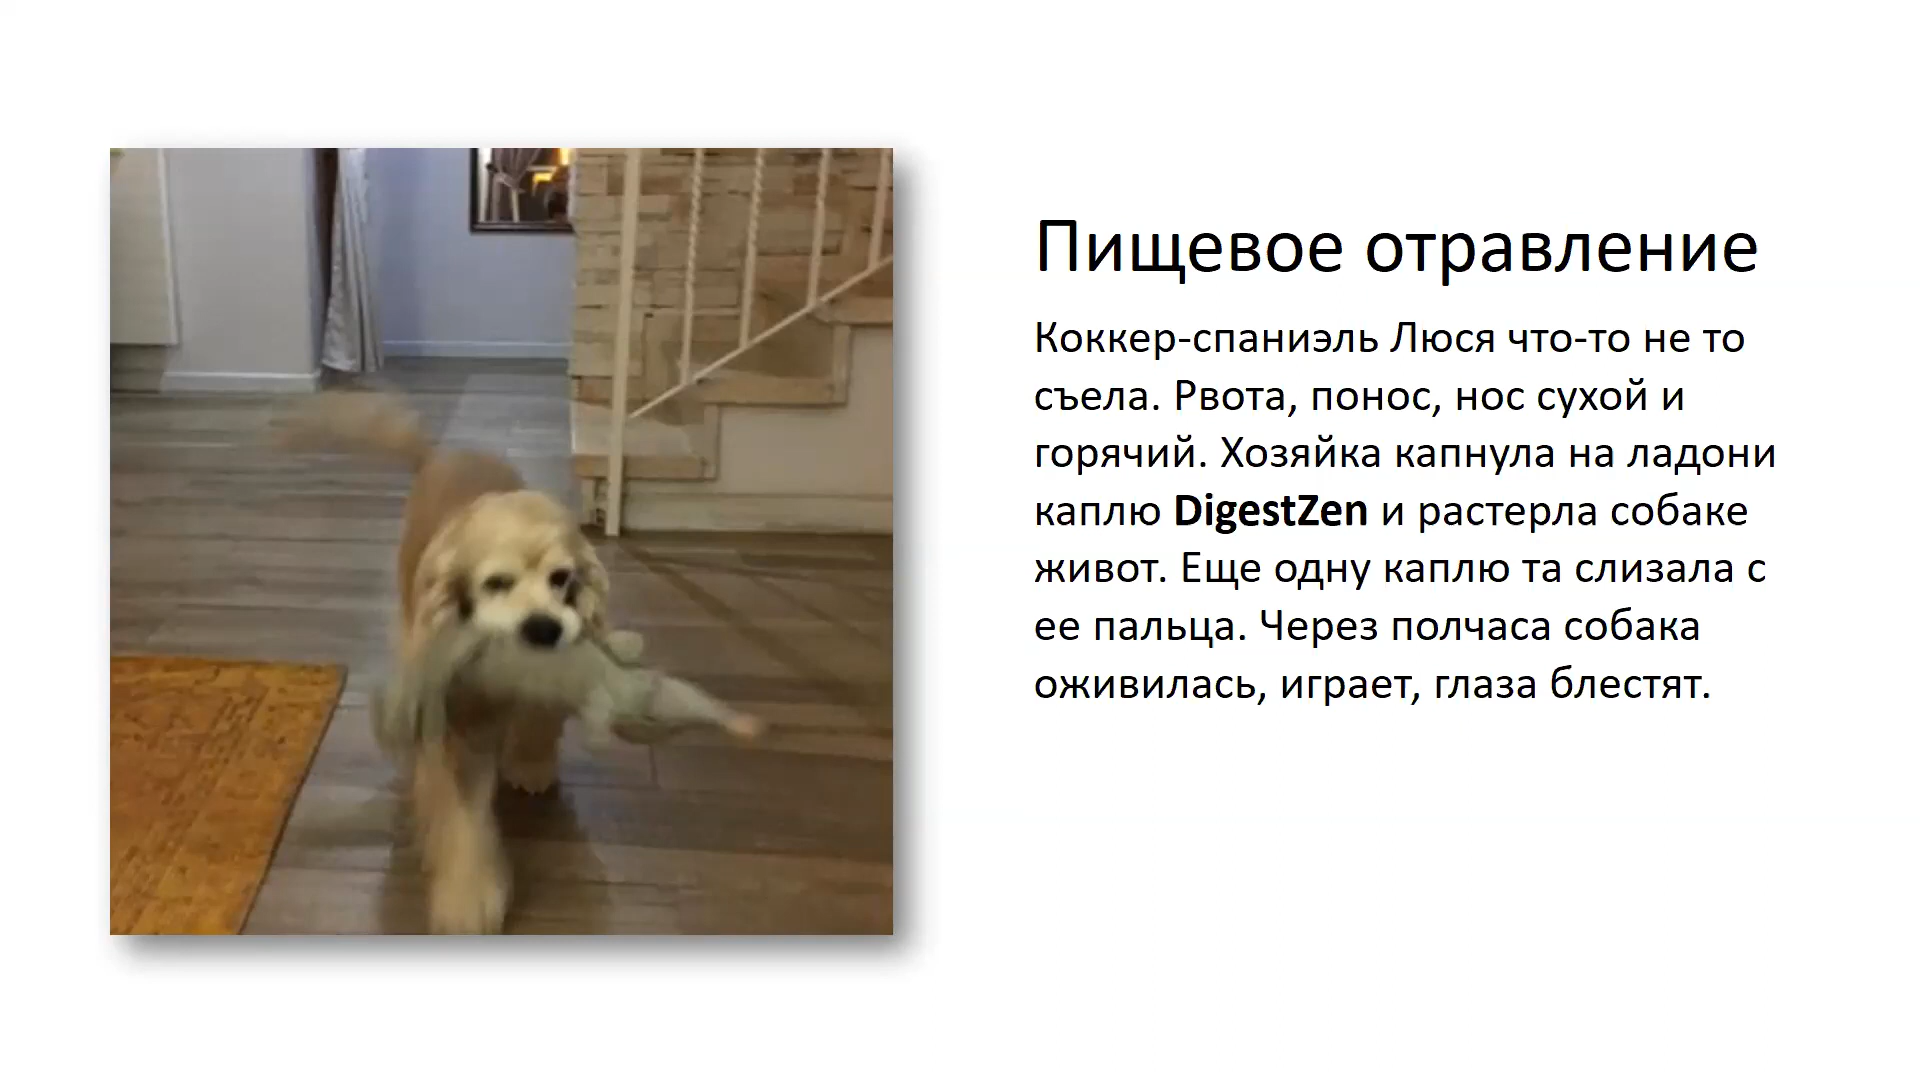 Пищевое отравление
Коккер-спаниэль Люся что-то не то
съела. Рвота, понос, нос сухой и
горячий. Хозяйка капнула на ладони
каплю DigestZen и растерла собаке
живот. Еще одну каплю та слизала с
ее пальца. Через полчаса собака
оживилась, играет, глаза блестят.